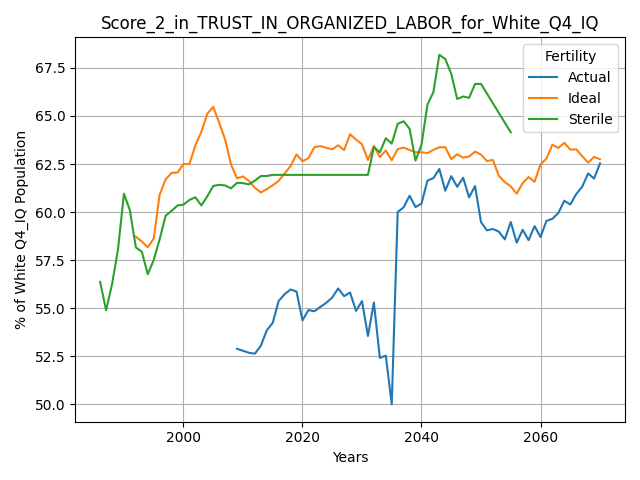 Score_2_in_TRUST_IN_ORGANIZED_LABOR_for_White_Q4_IQ
Fertility
Actual
Ideal
Sterile
% of White Q4_IQ Population
67.5
65.0
62.5
60.0
57.5
55.0
52.5
50.0
2000
2020
2040
2060
Years